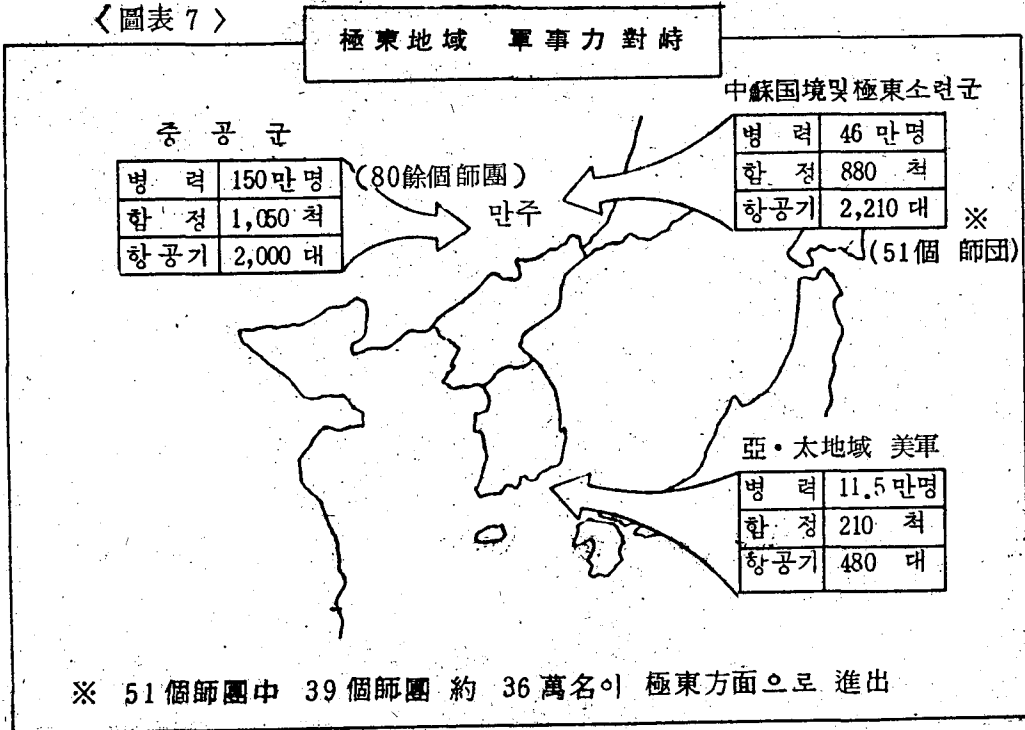 〈圖表 7〉
極東地域 軍事力 對峙
중 공 군
병 력 150만명
함 정 1,050 척
항공기 2,000 대
(80餘個師團)
만주
中蘇国境및極東소련군
병 력 46 만명
함 정 880 척
항공기 2,210 대
※
(51個 師団)
亞・太地域 美軍
병 력 11.5만명
함 정 210 척
항공기 480 대
※ 51個師團中 39個師團 約 36萬名이 極東方面으로 進出